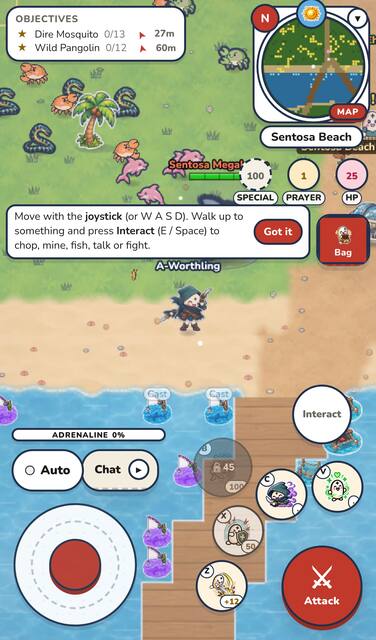 OBJECTIVES
★ Dire Mosquito 0/13 27m
★ Wild Pangolin 0/12 60m
N
▼
MAP
Sentosa Beach
Sentosa Beach
Sentosa Mega
100
1
25
SPECIAL
PRAYER
HP
Move with the joystick (or W A S D). Walk up to
something and press Interact (E / Space) to
chop, mine, fish, talk or fight.
Got it
Bag
A-Worthling
Cast
Cast
Interact
ADRENALINE 0%
B
45
100
Auto
Chat
C
V
X
50
Z
+12
Attack